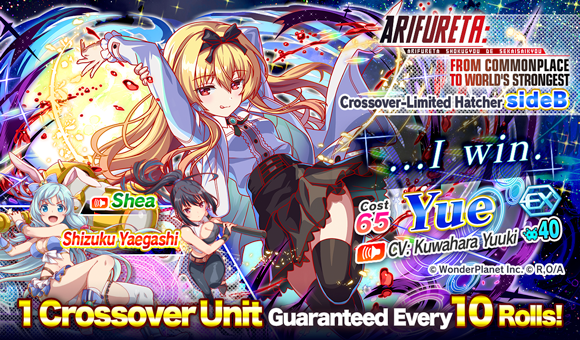 ARIFURETA:
ARIFURETA SHOKUGYOU DE SEKAISAIKYOU
FROM COMMONPLACE
TO WORLD'S STRONGEST
Crossover-Limited Hatcher sideB
...I win.
Shea
Shizuku Yaegashi
Cost
65
Yue
EX
CV: Kuwahara Yuuki
40
© WonderPlanet Inc. © R,O/A
1 Crossover Unit Guaranteed Every 10 Rolls!